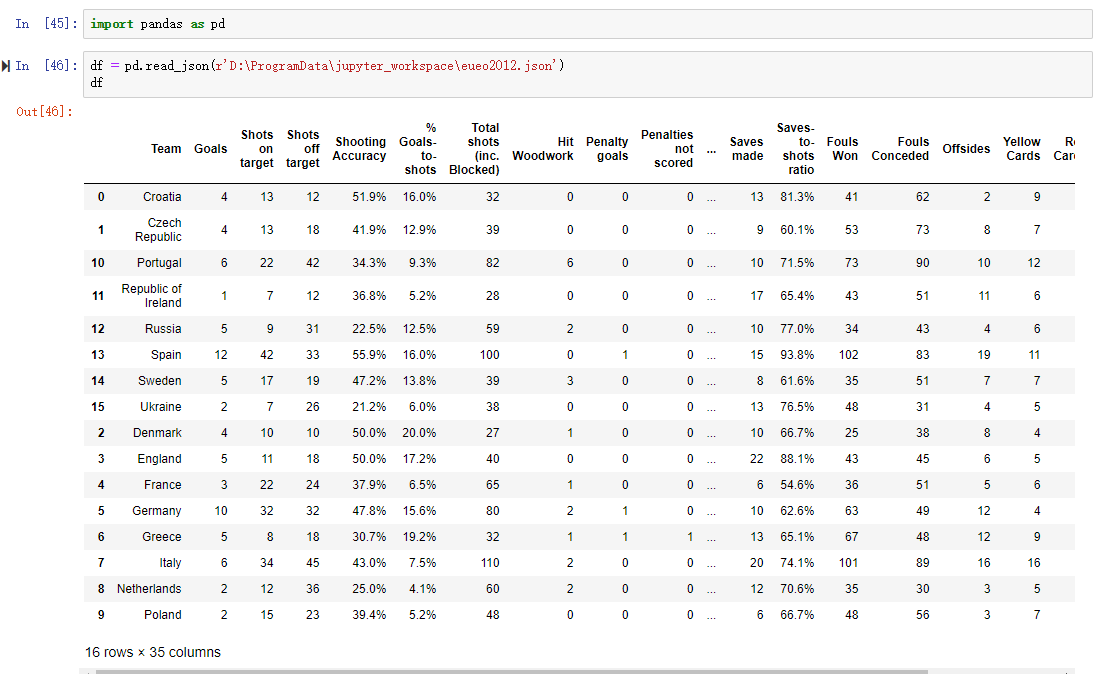 In [45]: import pandas as pd
In [46]: df = pd.read_json(r'D:\ProgramData\jupyter_workspace\eueo2012.json')
df
Out[46]:
Team Goals Shots on target Shots off target Shooting Accuracy % Goals-to-shots Total shots (inc. Blocked) Hit Woodwork Penalty goals Penalties not scored ... Saves made Saves-to-shots ratio Fouls Won Fouls Conceded Offsides Yellow Cards
0 Croatia 4 13 12 51.9% 16.0% 32 0 0 0 ... 13 81.3% 41 62 2 9
1 Czech Republic 4 13 18 41.9% 12.9% 39 0 0 0 ... 9 60.1% 53 73 8 7
10 Portugal 6 22 42 34.3% 9.3% 82 6 0 0 ... 10 71.5% 73 90 10 12
11 Republic of Ireland 1 7 12 36.8% 5.2% 28 0 0 0 ... 17 65.4% 43 51 11 6
12 Russia 5 9 31 22.5% 12.5% 59 2 0 0 ... 10 77.0% 34 43 4 6
13 Spain 12 42 33 55.9% 16.0% 100 0 1 0 ... 15 93.8% 102 83 19 11
14 Sweden 5 17 19 47.2% 13.8% 39 3 0 0 ... 8 61.6% 35 51 7 7
15 Ukraine 2 7 26 21.2% 6.0% 38 0 0 0 ... 13 76.5% 48 31 4 5
2 Denmark 4 10 10 50.0% 20.0% 27 1 0 0 ... 10 66.7% 25 38 8 4
3 England 5 11 18 50.0% 17.2% 40 0 0 0 ... 22 88.1% 43 45 6 5
4 France 3 22 24 37.9% 6.5% 65 1 0 0 ... 6 54.6% 36 51 5 6
5 Germany 10 32 32 47.8% 15.6% 80 2 1 0 ... 10 62.6% 63 49 12 4
6 Greece 5 8 18 30.7% 19.2% 32 1 1 1 ... 13 65.1% 67 48 12 9
7 Italy 6 34 45 43.0% 7.5% 110 2 0 0 ... 20 74.1% 101 89 16 16
8 Netherlands 2 12 36 25.0% 4.1% 60 2 0 0 ... 12 70.6% 35 30 3 5
9 Poland 2 15 23 39.4% 5.2% 48 0 0 0 ... 6 66.7% 48 56 3 7
16 rows × 35 columns